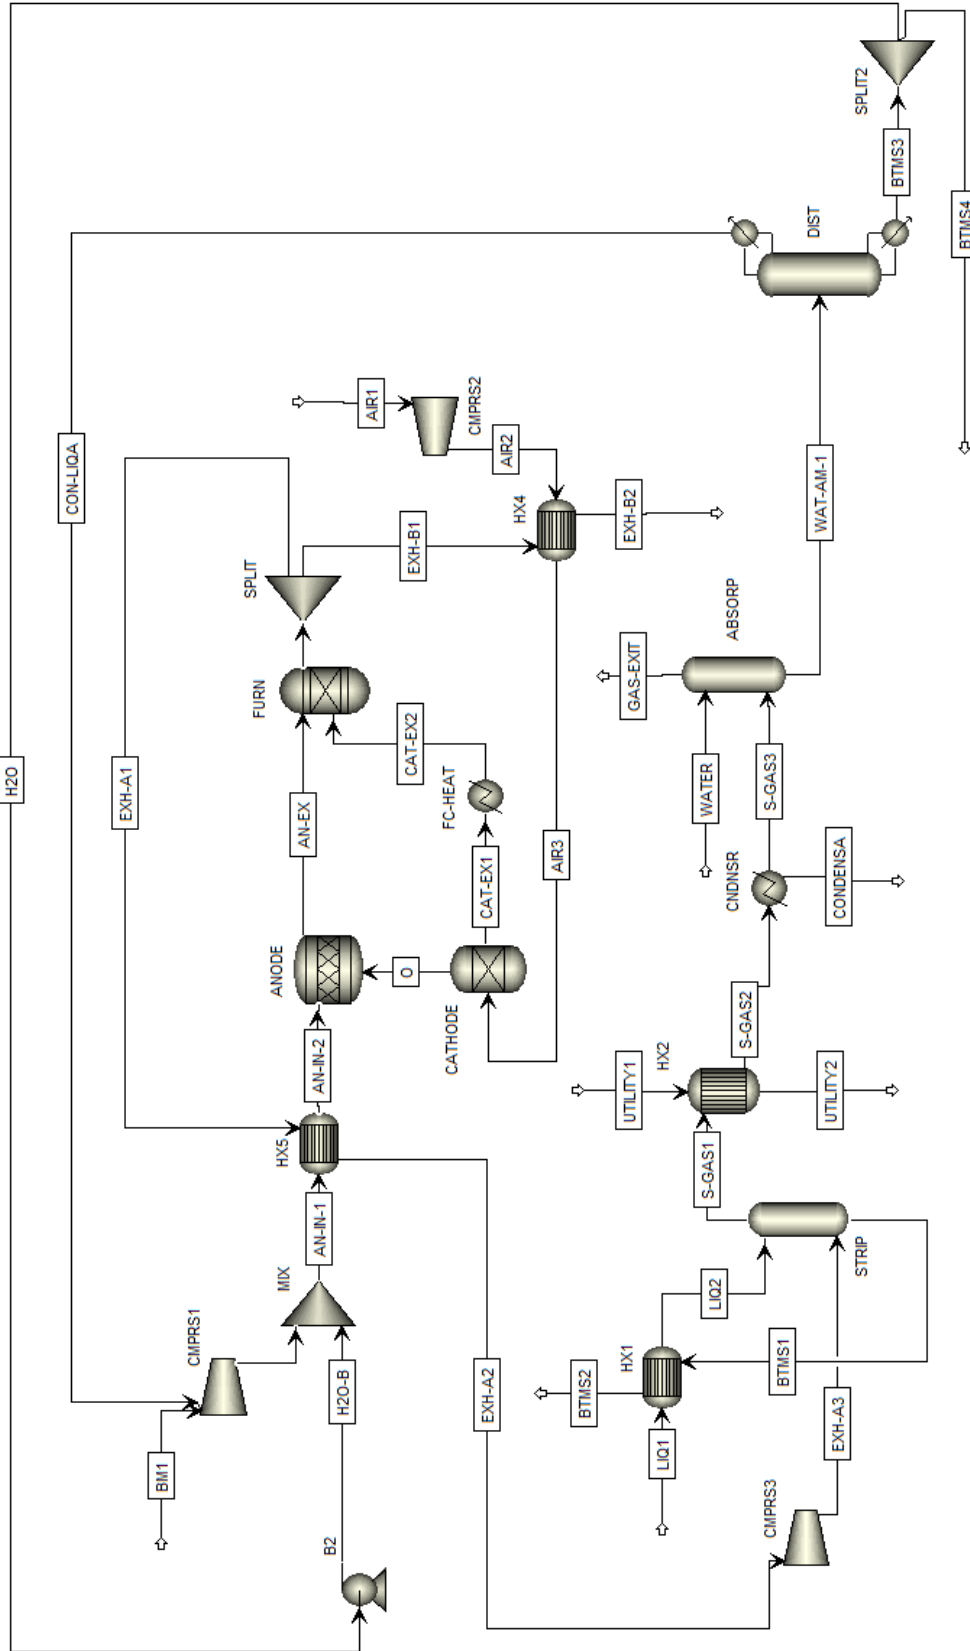 H2O
CON-LIQA
EXH-A1
CMPRS1
BM1
B2
H2O-B
MIX
AN-IN-1
HX5
AN-IN-2
ANODE
AN-EX
FURN
SPLIT
EXH-B1
O
CATHODE
CAT-EX1
FC-HEAT
CAT-EX2
AIR1
CMPRS2
AIR2
HX4
EXH-B2
AIR3
EXH-A2
BTMS2
LIQ1
HX1
LIQ2
BTMS1
CMPRS3
EXH-A3
STRIP
S-GAS1
UTILITY1
HX2
UTILITY2
S-GAS2
CNDNSR
CONDENSA
S-GAS3
WATER
GAS-EXIT
ABSORP
WAT-AM-1
DIST
BTMS3
SPLIT2
BTMS4